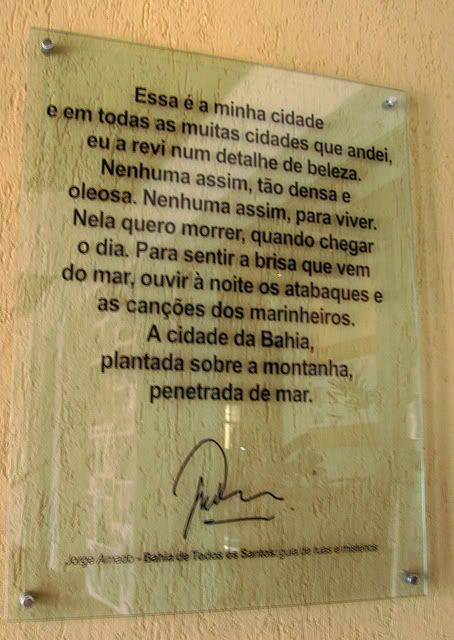 Essa é a minha cidade
e em todas as muitas cidades que andei,
eu a revi num detalhe de beleza.
Nenhuma assim, tão densa e
oleosa. Nenhuma assim, para viver.
Nela quero morrer, quando chegar
o dia. Para sentir a brisa que vem
do mar, ouvir à noite os atabaques e
as canções dos marinheiros.
A cidade da Bahia,
plantada sobre a montanha,
penetrada de mar.
Jorge Amado - Bahia de Todos os Santos: guia de ruas e mistérios